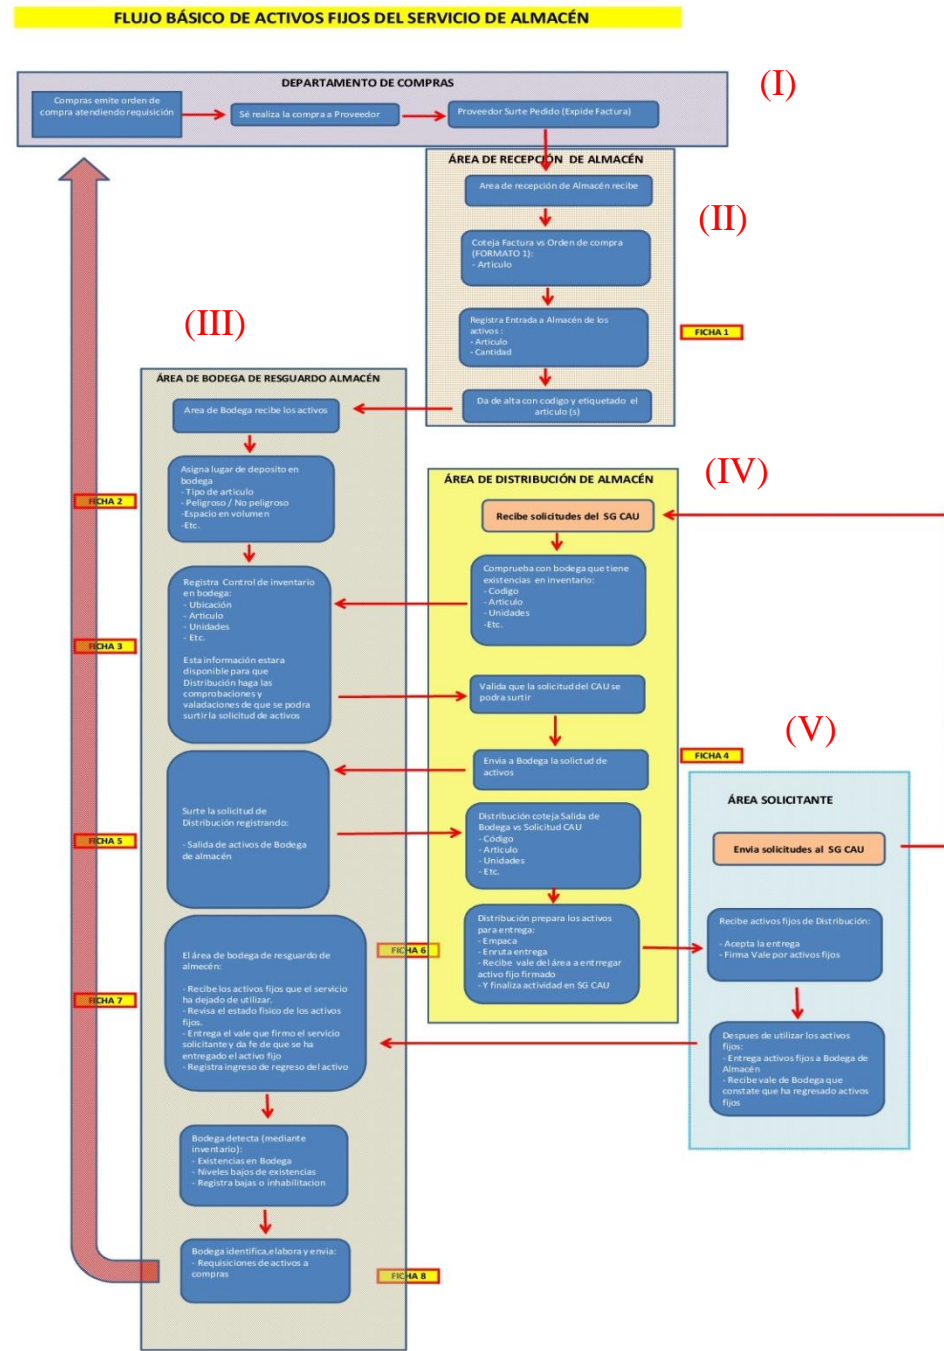 FLUJO BÁSICO DE ACTIVOS FIJOS DEL SERVICIO DE ALMACÉN
DEPARTAMENTO DE COMPRAS
(I)
Compras emite orden de
compra atendiendo requisición
Sé realiza la compra a Proveedor
Proveedor Surte Pedido (Expide Factura)
ÁREA DE RECEPCIÓN DE ALMACÉN
(II)
Area de recepción de Almacén recibe
Coteja Factura vs Orden de compra
(FORMATO 1):
- Articulo
Registra Entrada a Almacén de los
activos :
- Articulo
- Cantidad
FICHA 1
Da de alta con codigo y etiquetado el
articulo (s)
(III)
ÁREA DE BODEGA DE RESGUARDO ALMACÉN
Area de Bodega recibe los activos
Asigna lugar de deposito en
bodega
- Tipo de articulo
- Peligroso / No peligroso
-Espacio en volumen
-Etc.
FICHA 2
Registra Control de inventario
en bodega:
- Ubicación
- Articulo
- Unidades
- Etc.
Esta información estara
disponible para que
Distribución haga las
comprobaciones y
valadaciones de que se podra
surtir la solicitud de activos
FICHA 3
Surte la solicitud de
Distribución registrando:
- Salida de activos de Bodega
de almacén
FICHA 5
El área de bodega de resguardo de
almecén:
- Recibe los activos fijos que el servicio
ha dejado de utilizar.
- Revisa el estado fisico de los activos
fijos.
- Entrega el vale que firmo el servicio
solicitante y da fe de que se ha
entregado el activo fijo
- Registra ingreso de regreso del activo
FICHA 6
FICHA 7
Bodega detecta (mediante
inventario):
- Existencias en Bodega
- Niveles bajos de existencias
- Registra bajas o inhabilitacion
Bodega identifica,elabora y envia:
- Requisiciones de activos a
compras
FICHA 8
(IV)
ÁREA DE DISTRIBUCIÓN DE ALMACÉN
Recibe solicitudes del SG CAU
Comprueba con bodega que tiene
existencias en inventario:
- Codigo
- Articulo
- Unidades
-Etc.
Valida que la solicitud del CAU se
podra surtir
Envia a Bodega la solictud de
activos
FICHA 4
Distribución coteja Salida de
Bodega vs Solicitud CAU
- Código
- Articulo
- Unidades
- Etc.
Distribución prepara los activos
para entrega:
- Empaca
- Enruta entrega
- Recibe vale del área a entrregar
activo fijo firmado
- Y finaliza actividad en SG CAU
(V)
ÁREA SOLICITANTE
Envia solicitudes al SG CAU
Recibe activos fijos de Distribución:
- Acepta la entrega
- Firma Vale por activos fijos
Despues de utilizar los activos
fijos:
- Entrega activos fijos a Bodega de
Almacén
- Recibe vale de Bodega que
constate que ha regresado activos
fijos